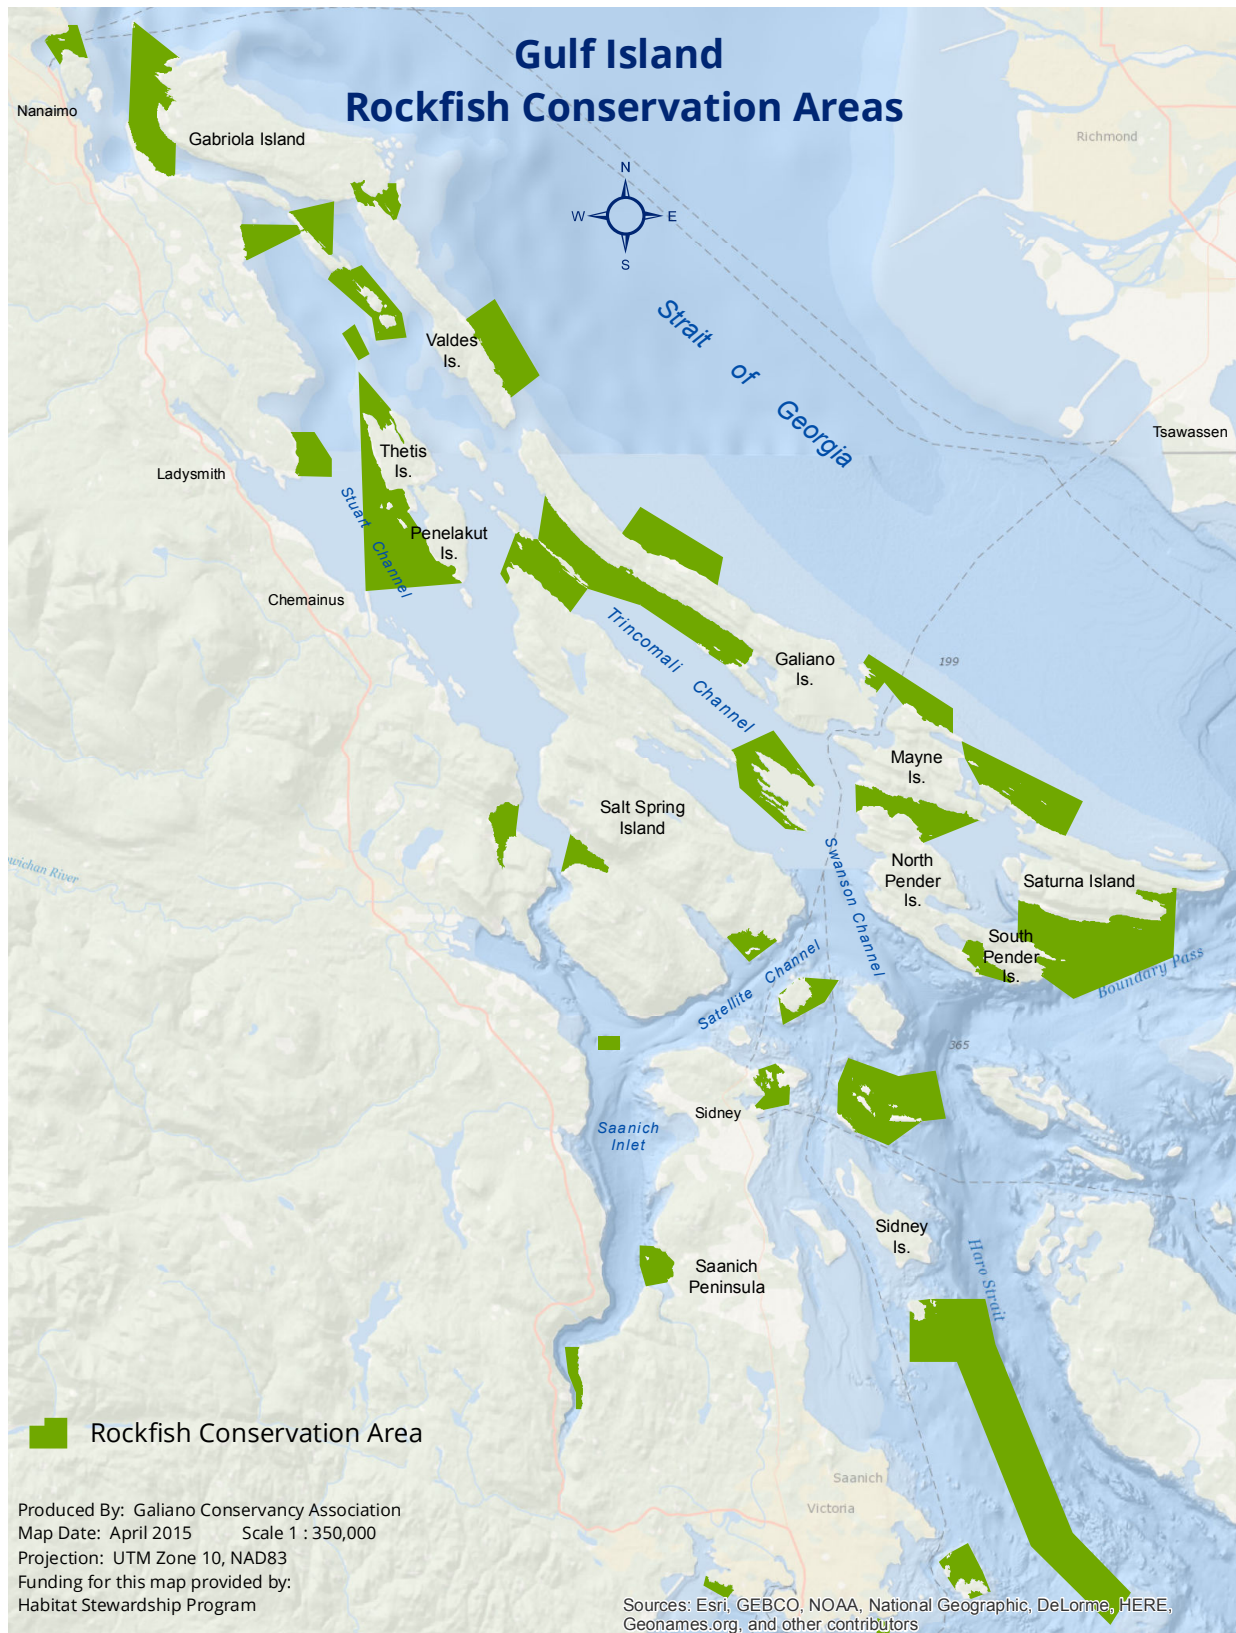 Gulf Island
Rockfish Conservation Areas
Nanaimo
Gabriola Island
Richmond
N
W
E
S
Strait of Georgia
Valdes
Is.
Tsawassen
Thetis
Is.
Ladysmith
Stuart Channel
Penelakut
Is.
Chemainus
Trincomali Channel
Galiano
Is.
199
Mayne
Is.
Salt Spring
Island
Swanson Channel
North
Pender
Is.
Saturna Island
wichan River
South
Pender
Is.
Satellite Channel
Boundary Pass
365
Sidney
Saanich
Inlet
Sidney
Is.
Haro Strait
Saanich
Peninsula
Rockfish Conservation Area
Saanich
Victoria
Produced By: Galiano Conservancy Association
Map Date: April 2015 Scale 1 : 350,000
Projection: UTM Zone 10, NAD83
Funding for this map provided by:
Habitat Stewardship Program
Sources: Esri, GEBCO, NOAA, National Geographic, DeLorme, HERE,
Geonames.org, and other contributors